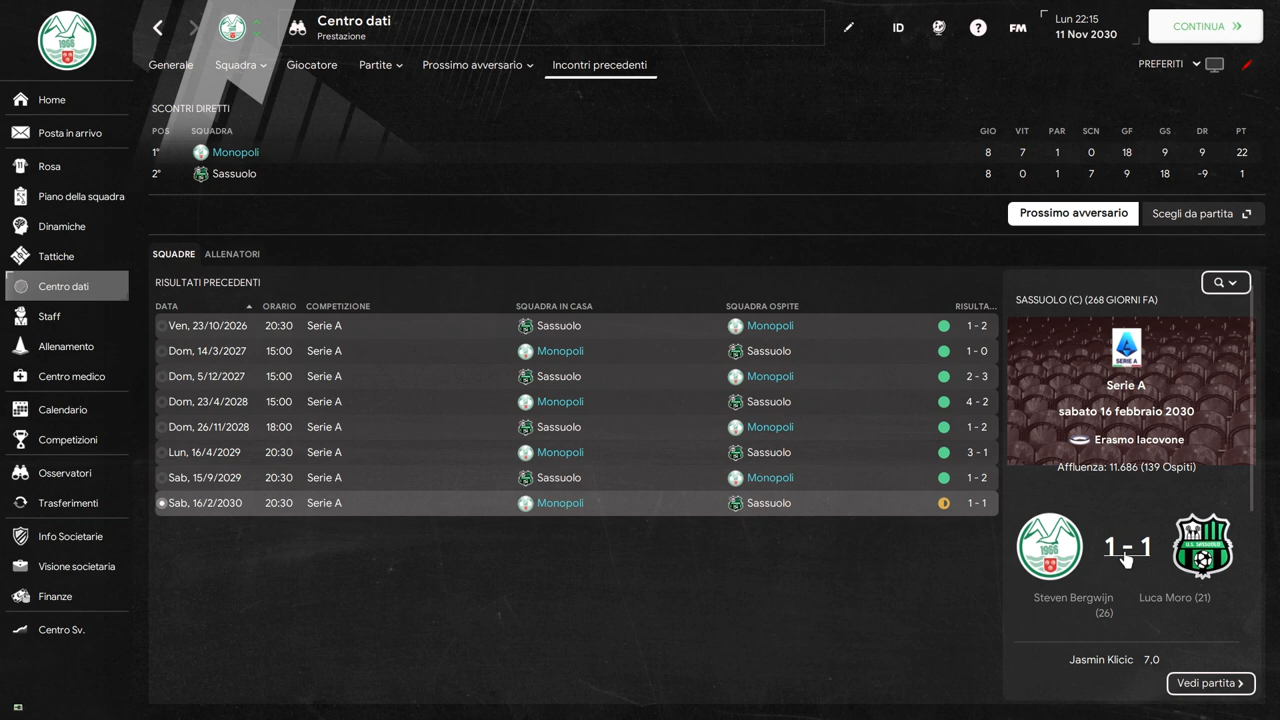 1966
Centro dati
Prestazione
ID
?
FM
Lun 22:15
11 Nov 2030
CONTINUA
Generale
Squadra
Giocatore
Partite
Prossimo avversario
Incontri precedenti
PREFERITI
Home
Posta in arrivo
Rosa
Piano della squadra
Dinamiche
Tattiche
Centro dati
Staff
Allenamento
Centro medico
Calendario
Competizioni
Osservatori
Trasferimenti
Info Societarie
Visione societaria
Finanze
Centro Sv.
SCONTRI DIRETTI
POS SQUADRA GIO VIT PAR SCN GF GS DR PT
1° Monopoli 8 7 1 0 18 9 9 22
2° Sassuolo 8 0 1 7 9 18 -9 1
Prossimo avversario
Scegli da partita
SQUADRE
ALLENATORI
RISULTATI PRECEDENTI
DATA ORARIO COMPETIZIONE SQUADRA IN CASA SQUADRA OSPITE RISULTA...
Ven, 23/10/2026 20:30 Serie A Sassuolo Monopoli 1 - 2
Dom, 14/3/2027 15:00 Serie A Monopoli Sassuolo 1 - 0
Dom, 5/12/2027 15:00 Serie A Sassuolo Monopoli 2 - 3
Dom, 23/4/2028 15:00 Serie A Monopoli Sassuolo 4 - 2
Dom, 26/11/2028 18:00 Serie A Sassuolo Monopoli 1 - 2
Lun, 16/4/2029 20:30 Serie A Monopoli Sassuolo 3 - 1
Sab, 15/9/2029 20:30 Serie A Sassuolo Monopoli 1 - 2
Sab, 16/2/2030 20:30 Serie A Monopoli Sassuolo 1 - 1
SASSUOLO (C) (268 GIORNI FA)
SERIE A
Serie A
sabato 16 febbraio 2030
Erasmo Iacovone
Affluenza: 11.686 (139 Ospiti)
1966
1 - 1
U.S. SASSUOLO
Steven Bergwijn
(26)
Luca Moro (21)
Jasmin Klicic 7,0
Vedi partita